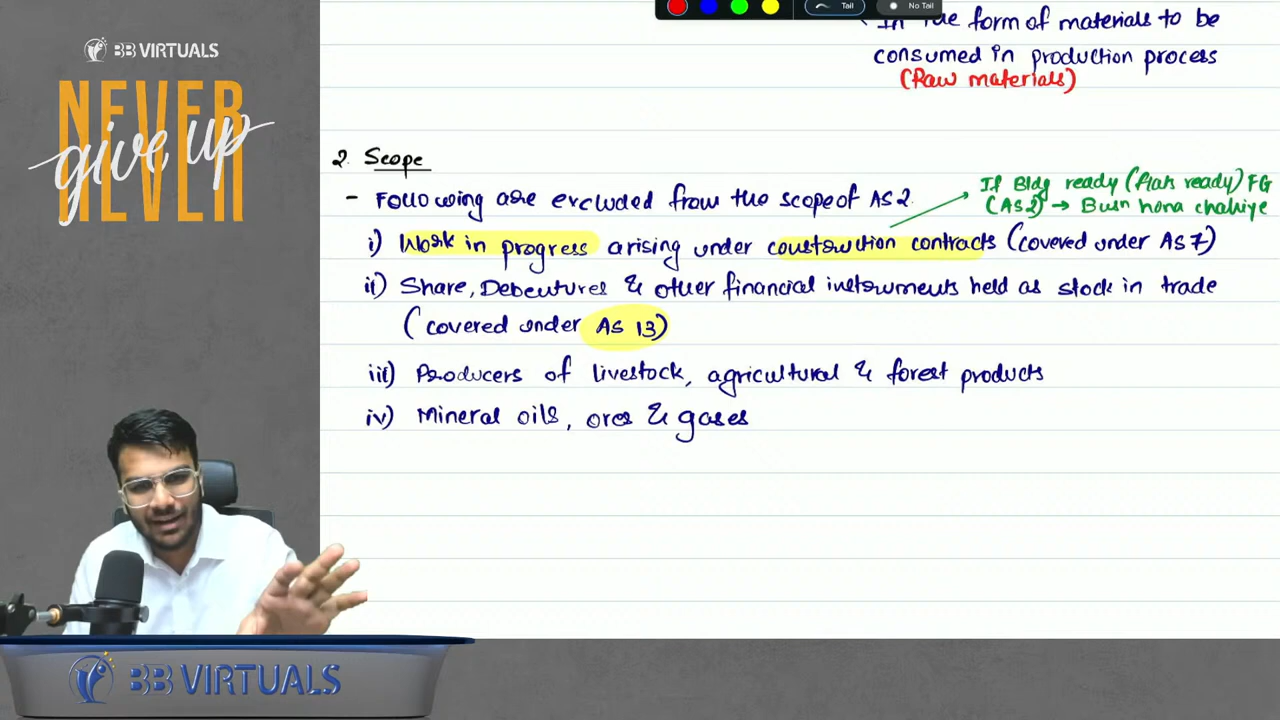 Tail
No Tail
BB VIRTUALS
NEVER
give up
NEVER
In the form of materials to be
consumed in production process
(Raw materials)
2. Scope
- Following are excluded from the scope of AS 2.
If Bldg ready (flats ready) FG
(AS2) → Busn hona chahiye
i) Work in progress arising under construction contracts (covered under AS 7)
ii) Share, Debentures & other financial instruments held as stock in trade
(covered under AS 13)
iii) Producers of livestock, agricultural & forest products
iv) Mineral oils, ores & gases
BB VIRTUALS